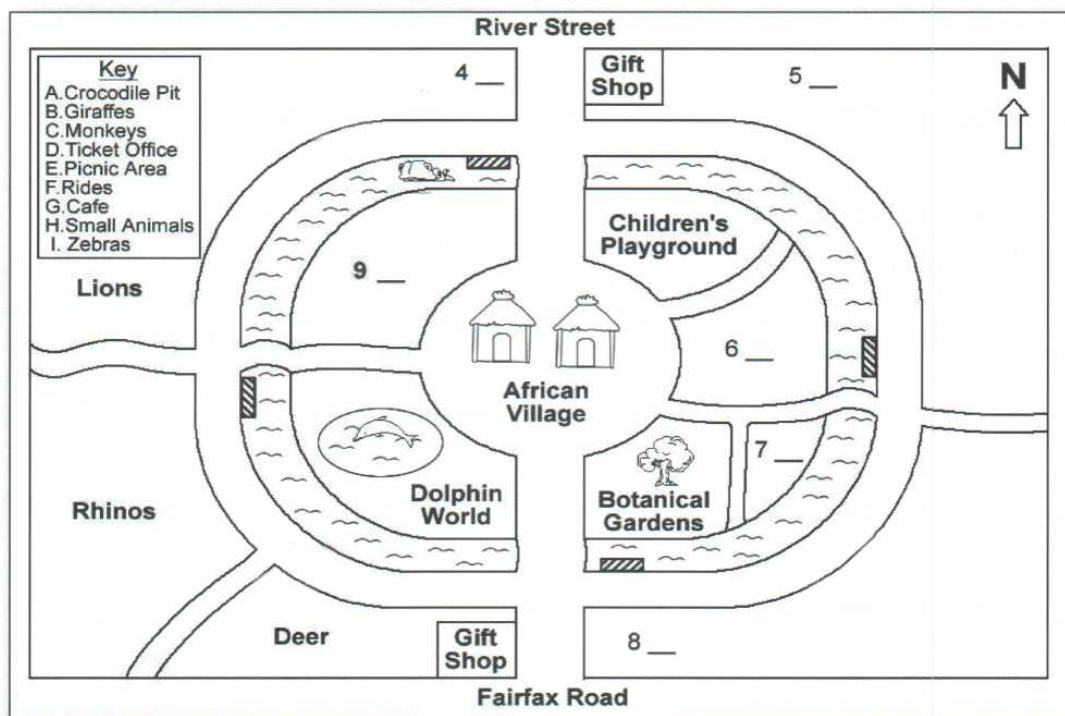 River Street
Key
A.Crocodile Pit
B.Giraffes
C.Monkeys
D.Ticket Office
E.Picnic Area
F.Rides
G.Cafe
H.Small Animals
I. Zebras
4 __
Gift
Shop
5 __
N
Children's
Playground
Lions
9 __
6 __
African
Village
7 __
Rhinos
Dolphin
World
Botanical
Gardens
Deer
Gift
Shop
8 __
Fairfax Road